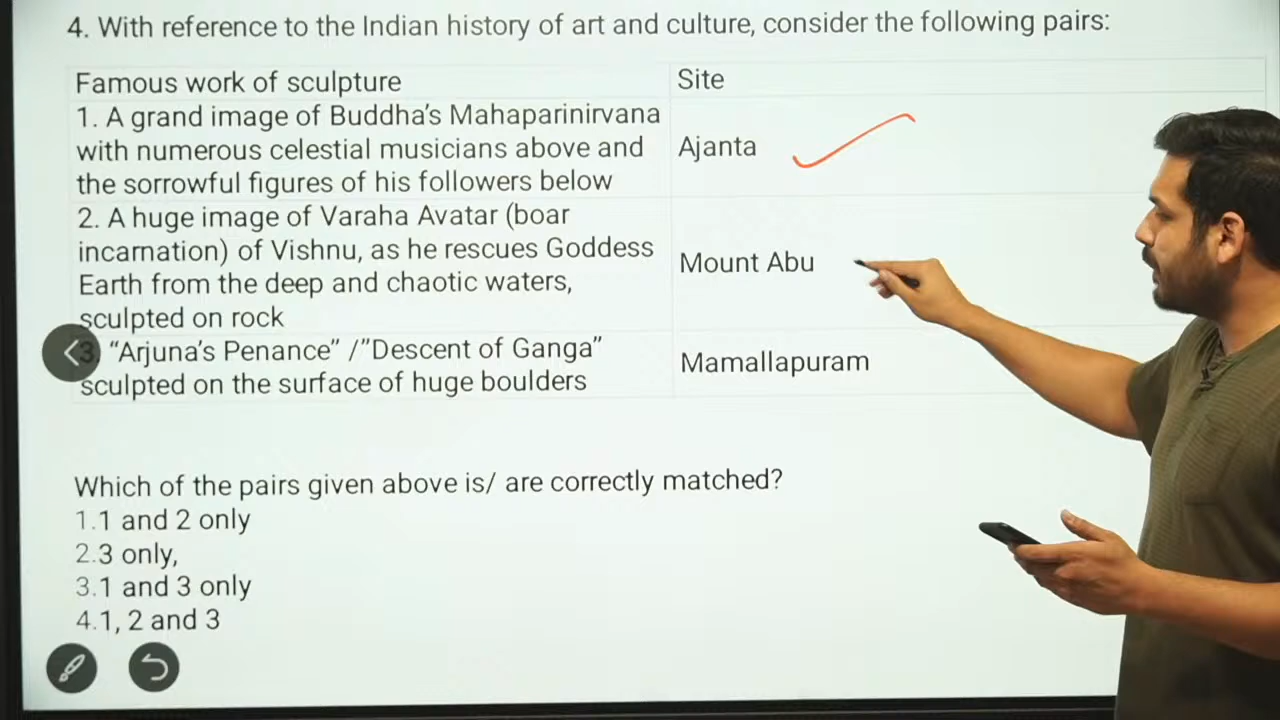 4. With reference to the Indian history of art and culture, consider the following pairs:
Famous work of sculpture
Site
1. A grand image of Buddha's Mahaparinirvana
with numerous celestial musicians above and
the sorrowful figures of his followers below
Ajanta
2. A huge image of Varaha Avatar (boar
incarnation) of Vishnu, as he rescues Goddess
Earth from the deep and chaotic waters,
sculpted on rock
Mount Abu
3. “Arjuna's Penance” /”Descent of Ganga”
sculpted on the surface of huge boulders
Mamallapuram
Which of the pairs given above is/ are correctly matched?
1.1 and 2 only
2.3 only,
3.1 and 3 only
4.1, 2 and 3